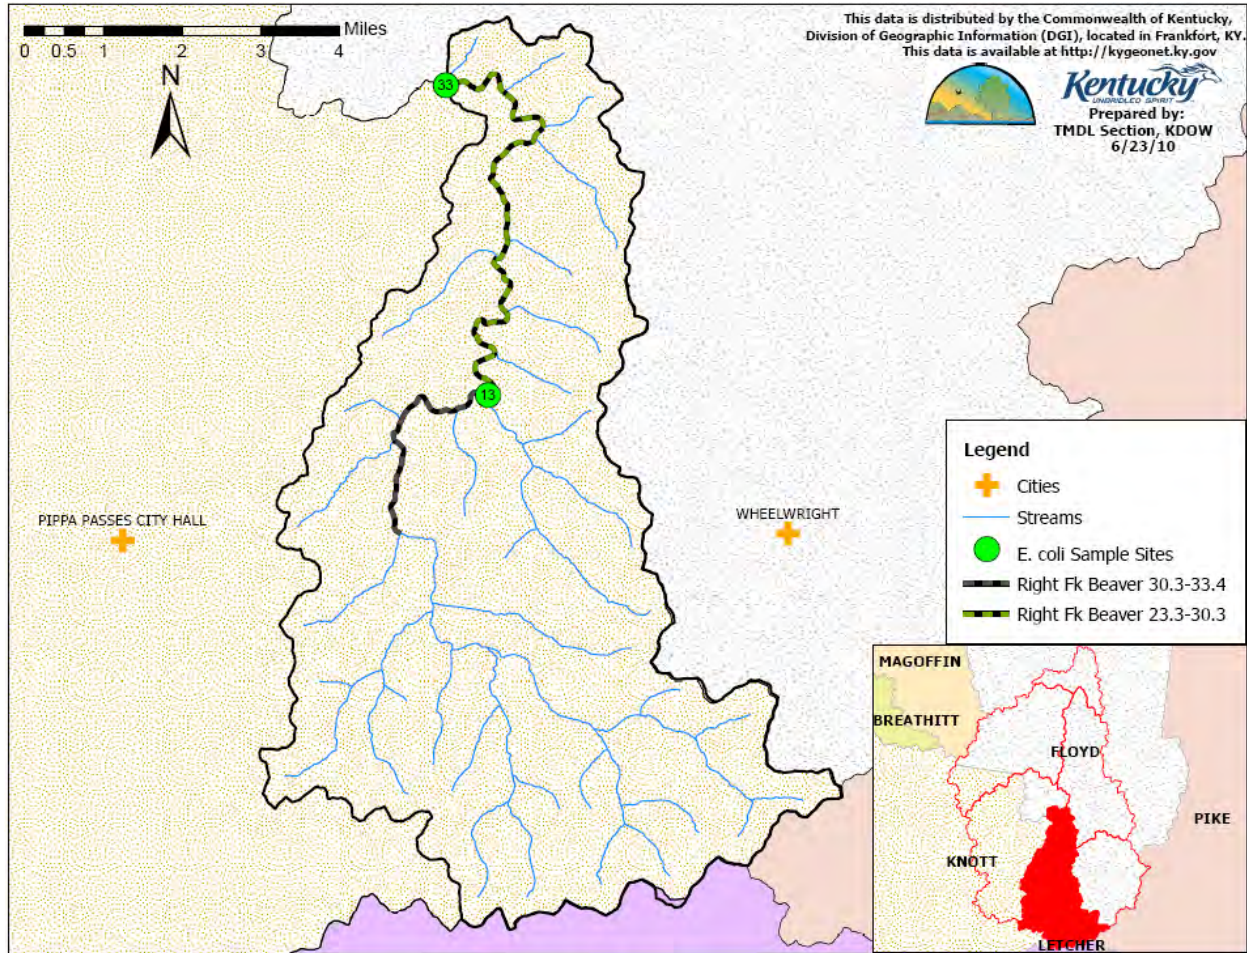 Miles
0 0.5 1 2 3 4
N
This data is distributed by the Commonwealth of Kentucky,
Division of Geographic Information (DGI), located in Frankfort, KY.
This data is available at http://kygeonet.ky.gov
Kentucky
UNBRIDLED SPIRIT
Prepared by:
TMDL Section, KDOW
6/23/10
33
13
PIPPA PASSES CITY HALL
WHEELWRIGHT
Legend
Cities
Streams
E. coli Sample Sites
Right Fk Beaver 30.3-33.4
Right Fk Beaver 23.3-30.3
MAGOFFIN
BREATHITT
FLOYD
PIKE
KNOTT
LETCHER